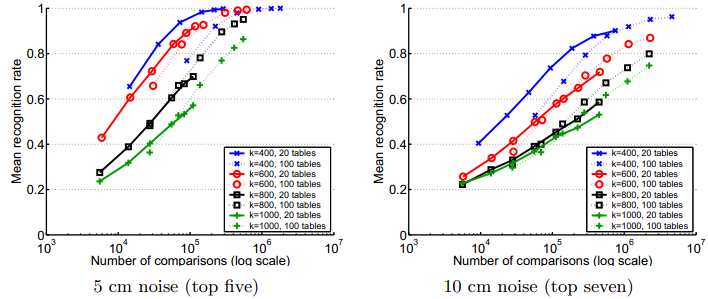 Mean recognition rate
1
0.8
0.6
0.4
0.2
0
10^3
10^4
10^5
10^6
10^7
Number of comparisons (log scale)
k=400, 20 tables
k=400, 100 tables
k=600, 20 tables
k=600, 100 tables
k=800, 20 tables
k=800, 100 tables
k=1000, 20 tables
k=1000, 100 tables
5 cm noise (top five)
Mean recognition rate
1
0.8
0.6
0.4
0.2
0
10^3
10^4
10^5
10^6
10^7
Number of comparisons (log scale)
k=400, 20 tables
k=400, 100 tables
k=600, 20 tables
k=600, 100 tables
k=800, 20 tables
k=800, 100 tables
k=1000, 20 tables
k=1000, 100 tables
10 cm noise (top seven)